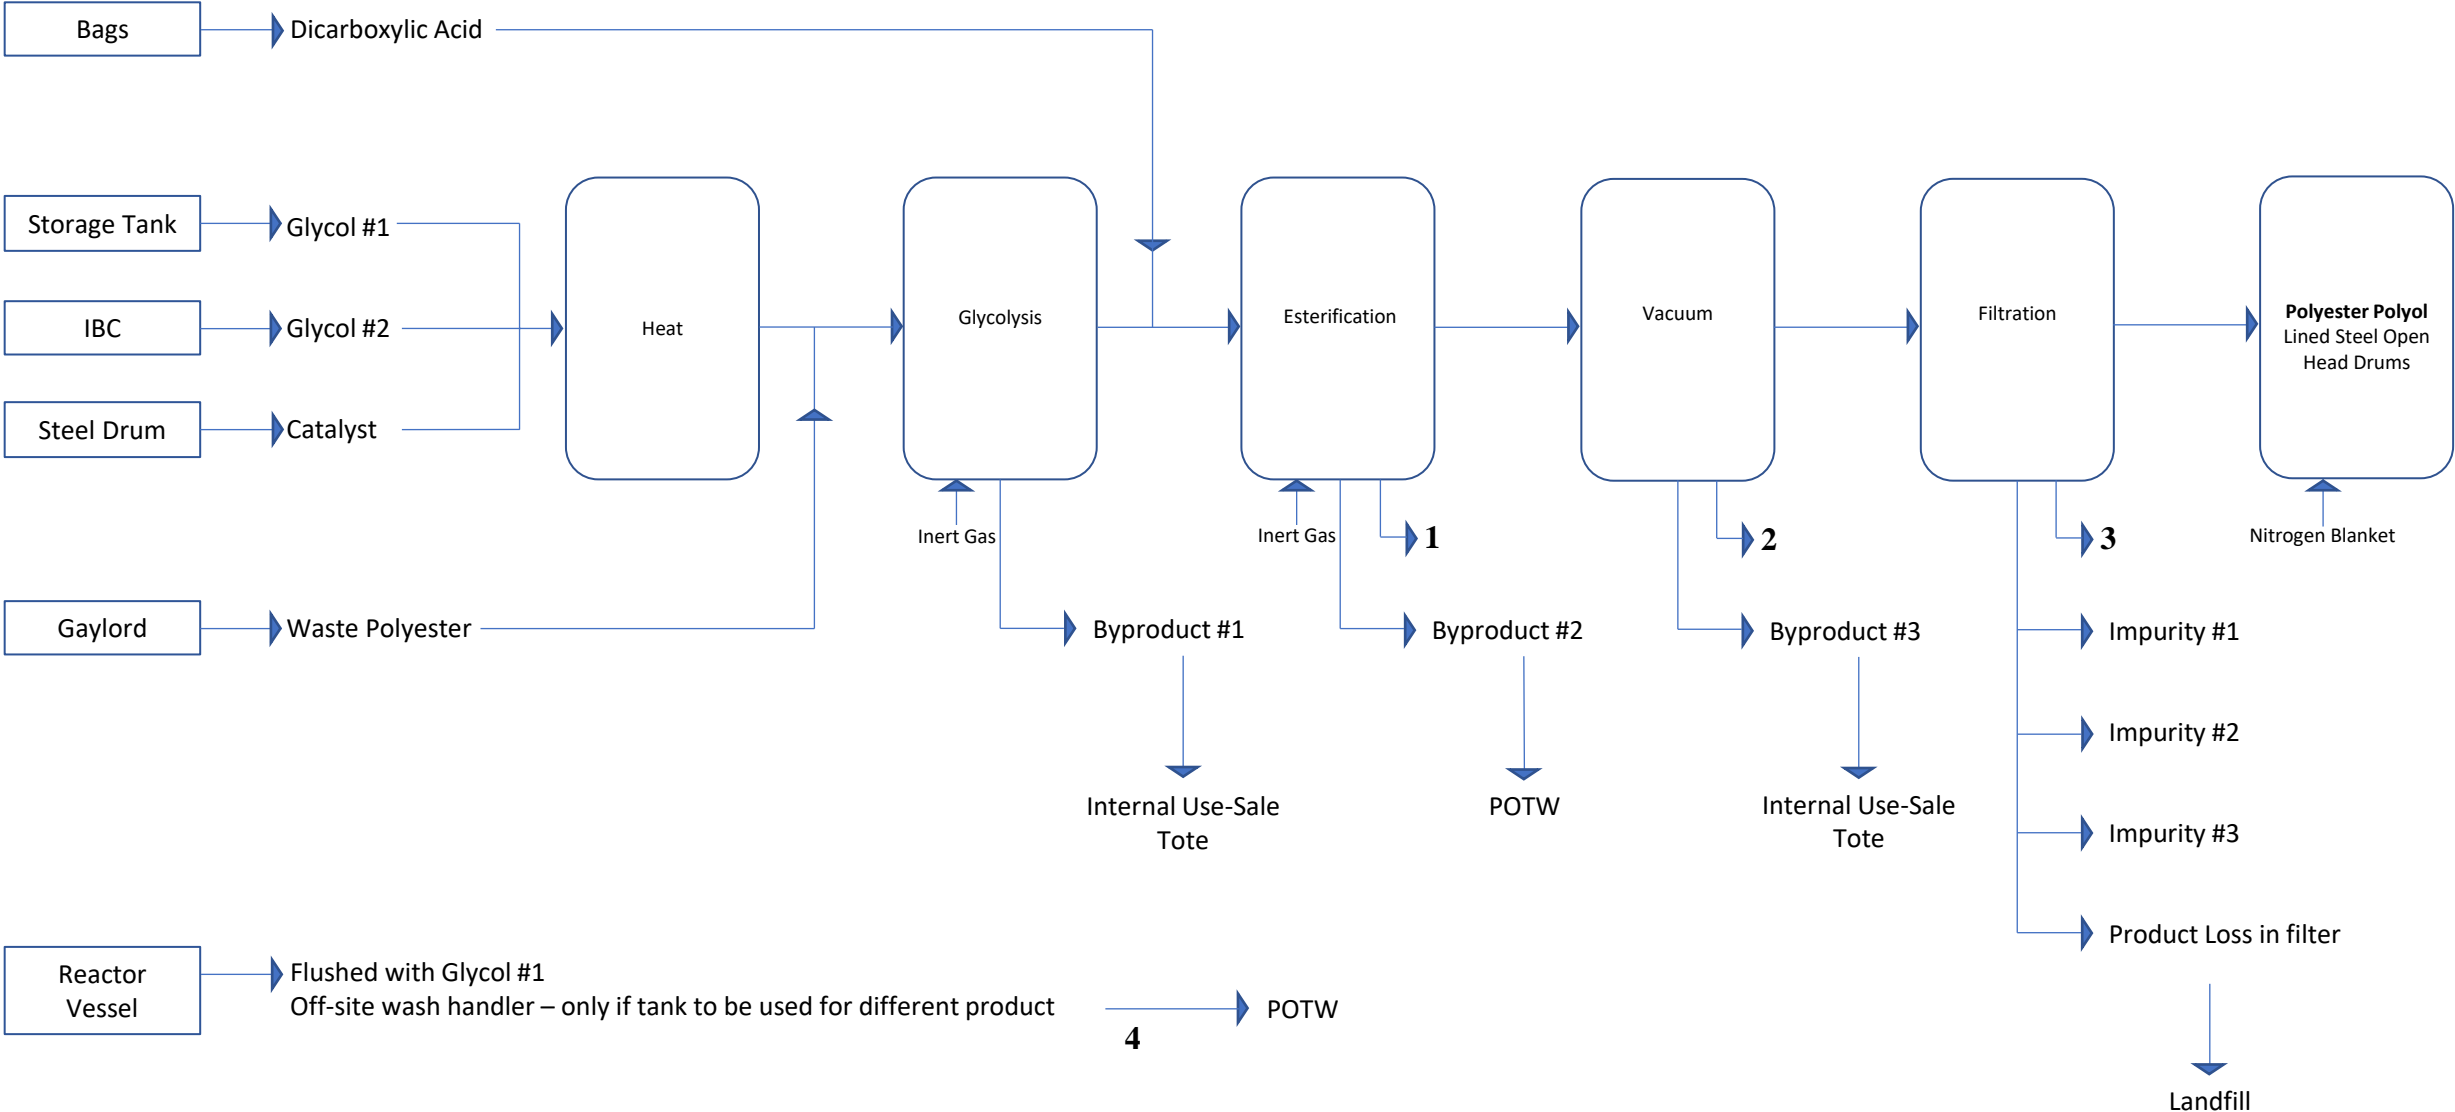 Bags
Dicarboxylic Acid
Storage Tank
Glycol #1
IBC
Glycol #2
Steel Drum
Catalyst
Heat
Glycolysis
Esterification
Vacuum
Filtration
Polyester Polyol
Lined Steel Open
Head Drums
Inert Gas
Inert Gas
1
2
3
Nitrogen Blanket
Gaylord
Waste Polyester
Byproduct #1
Byproduct #2
Byproduct #3
Impurity #1
Impurity #2
Impurity #3
Internal Use-Sale
Tote
POTW
Internal Use-Sale
Tote
Product Loss in filter
Landfill
Reactor
Vessel
Flushed with Glycol #1
Off-site wash handler – only if tank to be used for different product
4
POTW